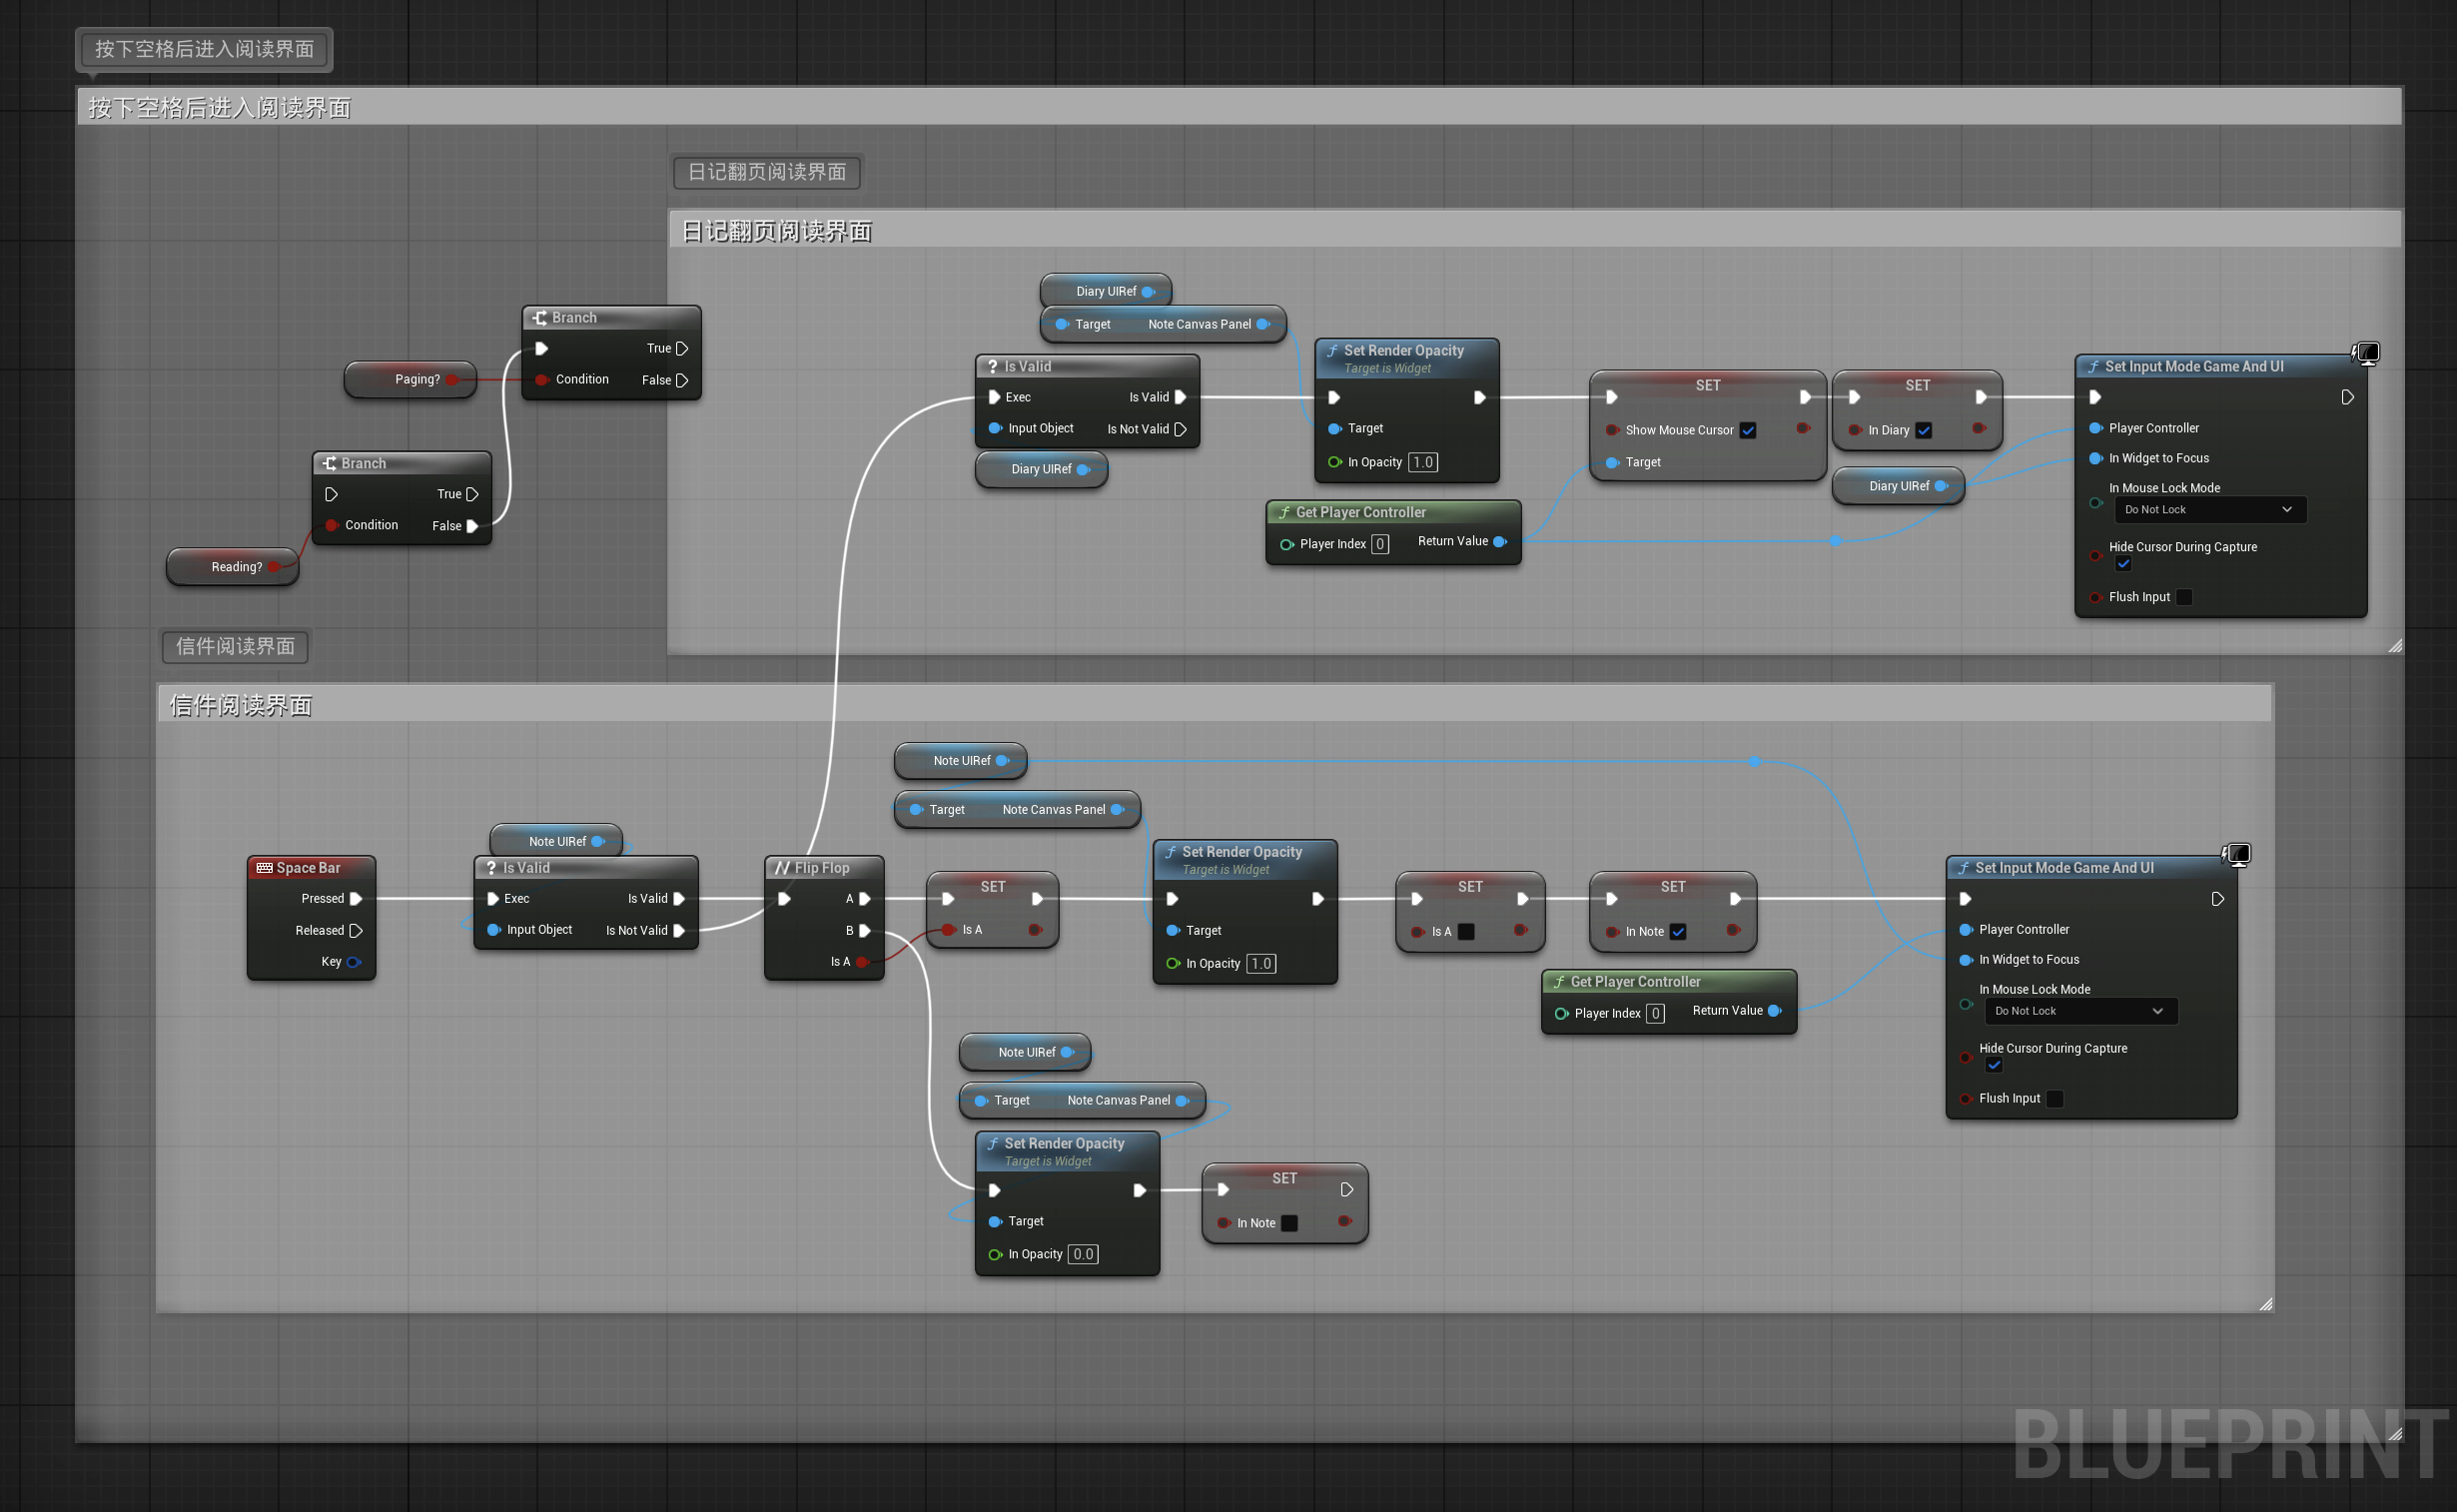 按下空格后进入阅读界面
按下空格后进入阅读界面
日记翻页阅读界面
日记翻页阅读界面
Diary UIRef
Target Note Canvas Panel
Branch
True
Paging?
Condition False
Is Valid
Exec Is Valid
Input Object Is Not Valid
Diary UIRef
Set Render Opacity
Target is Widget
Target
In Opacity 1.0
SET
Show Mouse Cursor
Target
SET
In Diary
Diary UIRef
Set Input Mode Game And UI
Player Controller
In Widget to Focus
In Mouse Lock Mode
Do Not Lock
Hide Cursor During Capture
Flush Input
Get Player Controller
Player Index 0 Return Value
Branch
True
Condition False
Reading?
信件阅读界面
信件阅读界面
Note UIRef
Target Note Canvas Panel
Note UIRef
Space Bar
Pressed
Released
Key
Is Valid
Exec Is Valid
Input Object Is Not Valid
Flip Flop
A
B
Is A
SET
Is A
Set Render Opacity
Target is Widget
Target
In Opacity 1.0
SET
Is A
SET
In Note
Get Player Controller
Player Index 0 Return Value
Set Input Mode Game And UI
Player Controller
In Widget to Focus
In Mouse Lock Mode
Do Not Lock
Hide Cursor During Capture
Flush Input
Note UIRef
Target Note Canvas Panel
Set Render Opacity
Target is Widget
Target
In Opacity 0.0
SET
In Note
BLUEPRINT